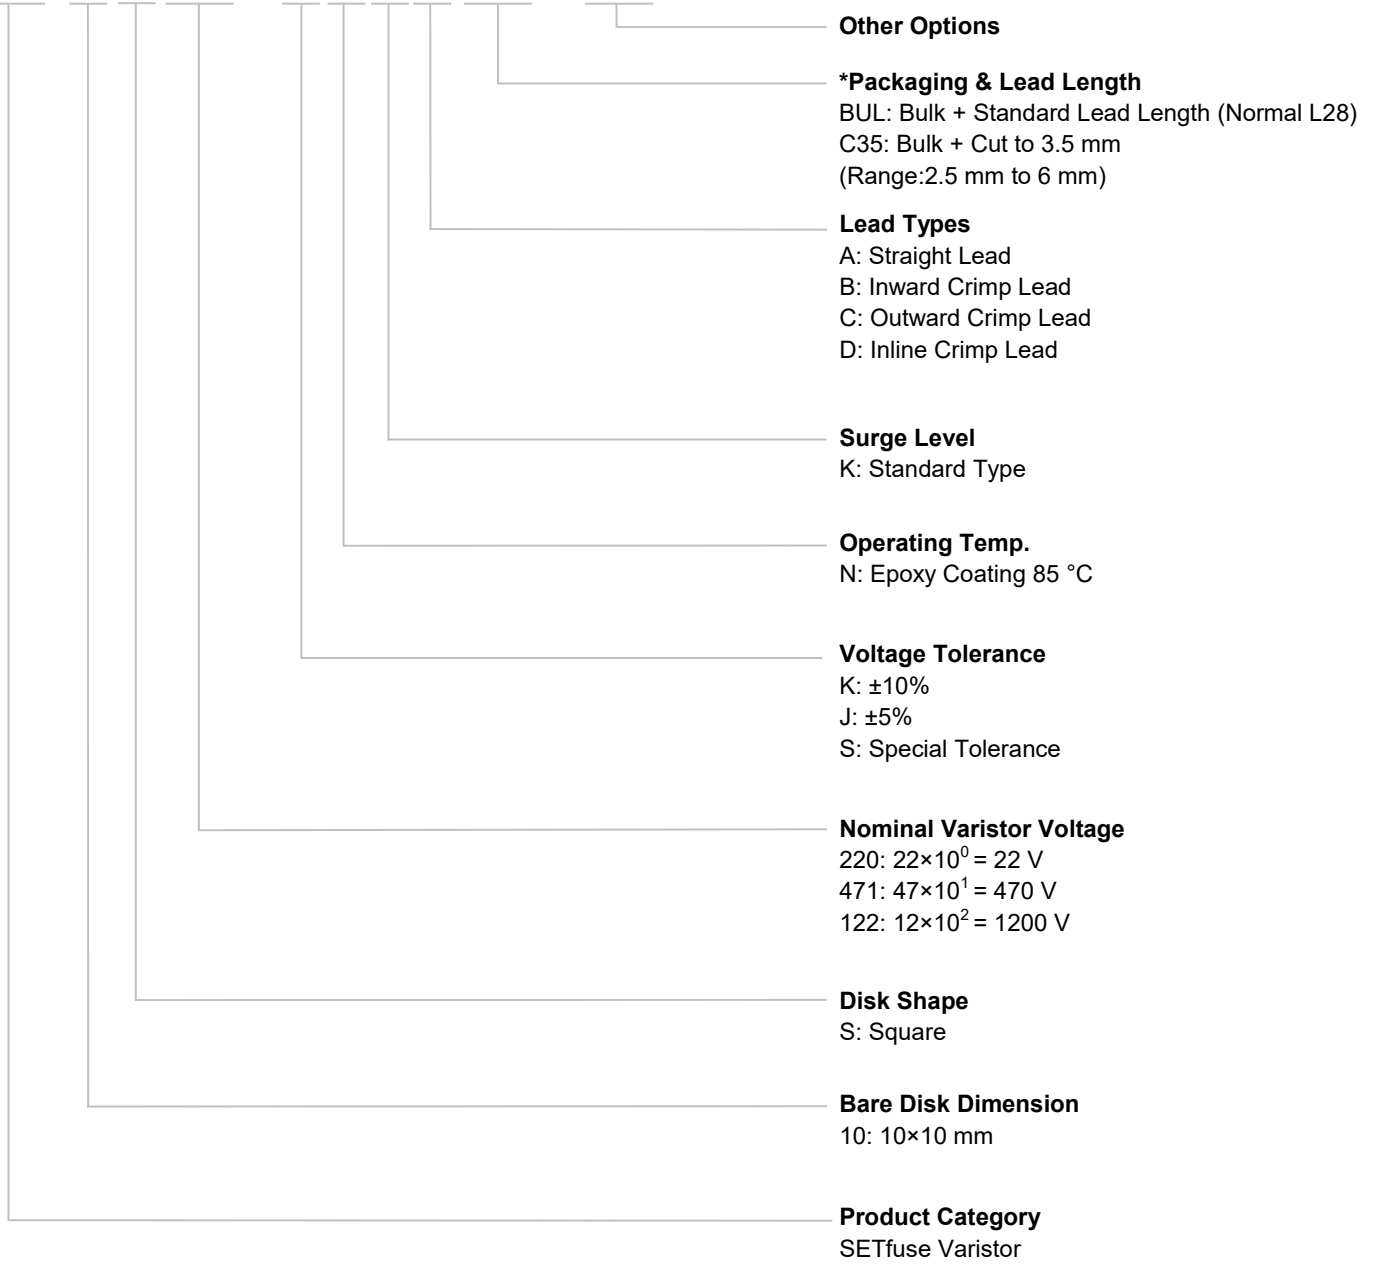 Other Options
*Packaging & Lead Length
BUL: Bulk + Standard Lead Length (Normal L28)
C35: Bulk + Cut to 3.5 mm
(Range:2.5 mm to 6 mm)
Lead Types
A: Straight Lead
B: Inward Crimp Lead
C: Outward Crimp Lead
D: Inline Crimp Lead
Surge Level
K: Standard Type
Operating Temp.
N: Epoxy Coating 85 °C
Voltage Tolerance
K: ±10%
J: ±5%
S: Special Tolerance
Nominal Varistor Voltage
220: 22×10⁰ = 22 V
471: 47×10¹ = 470 V
122: 12×10² = 1200 V
Disk Shape
S: Square
Bare Disk Dimension
10: 10×10 mm
Product Category
SETfuse Varistor